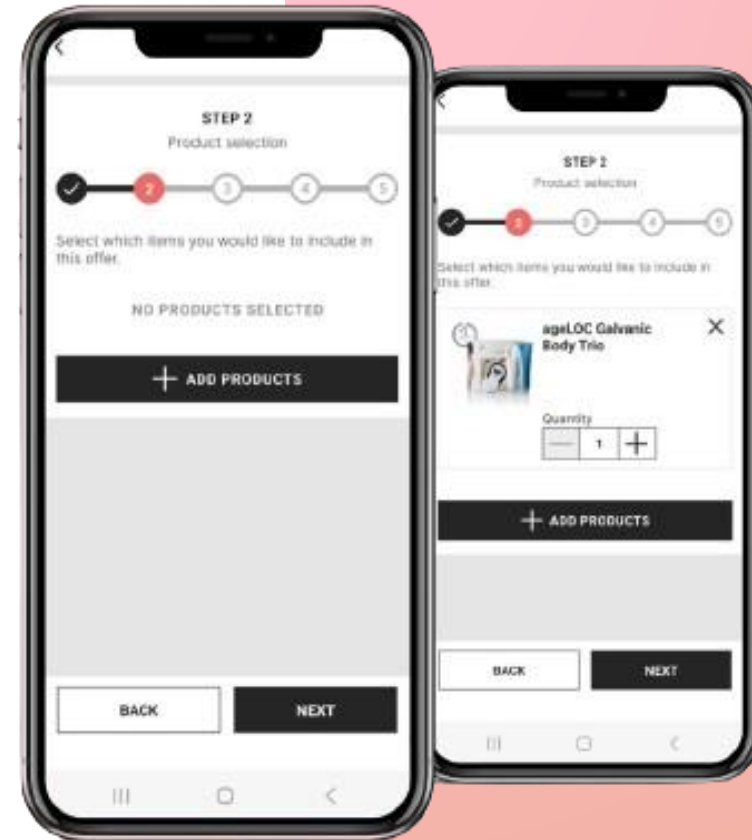 STEP 2
Product selection
2
3
4
5
Select which items you would like to include in
this offer.
NO PRODUCTS SELECTED
ADD PRODUCTS
BACK
NEXT
STEP 2
Product selection
2
3
4
5
Select which items you would like to include in
this offer.
ageLOC Galvanic
Body Trio
Quantity
1
ADD PRODUCTS
BACK
NEXT